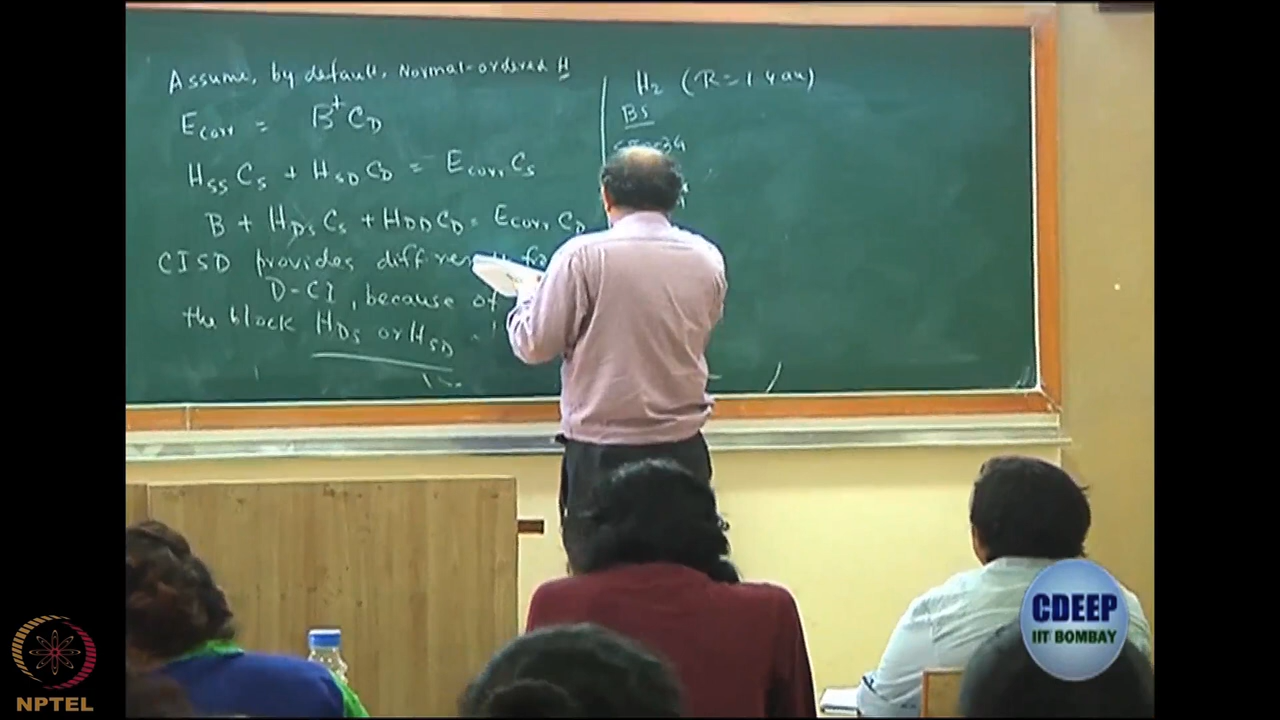 Assume, by default, Normal-ordered H
E_corr = B^+ C_D
H_SS C_S + H_SD C_D = E_corr C_S
B + H_DS C_S + H_DD C_D = E_corr C_D
CISD provides different
D-CI, because of
the block H_DS or H_SD
H_2 (R = 1.4 au)
BS
NPTEL
CDEEP
IIT BOMBAY